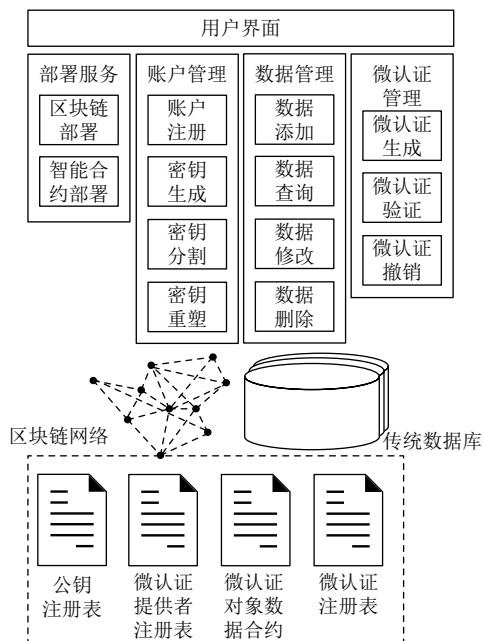 用户界面
部署服务
区块链
部署
智能合
约部署
账户管理
账户
注册
密钥
生成
密钥
分割
密钥
重塑
数据管理
数据
添加
数据
查询
数据
修改
数据
删除
微认证
管理
微认证
生成
微认证
验证
微认证
撤销
区块链网络
传统数据库
公钥
注册表
微认证
提供者
注册表
微认证
对象数
据合约
微认证
注册表